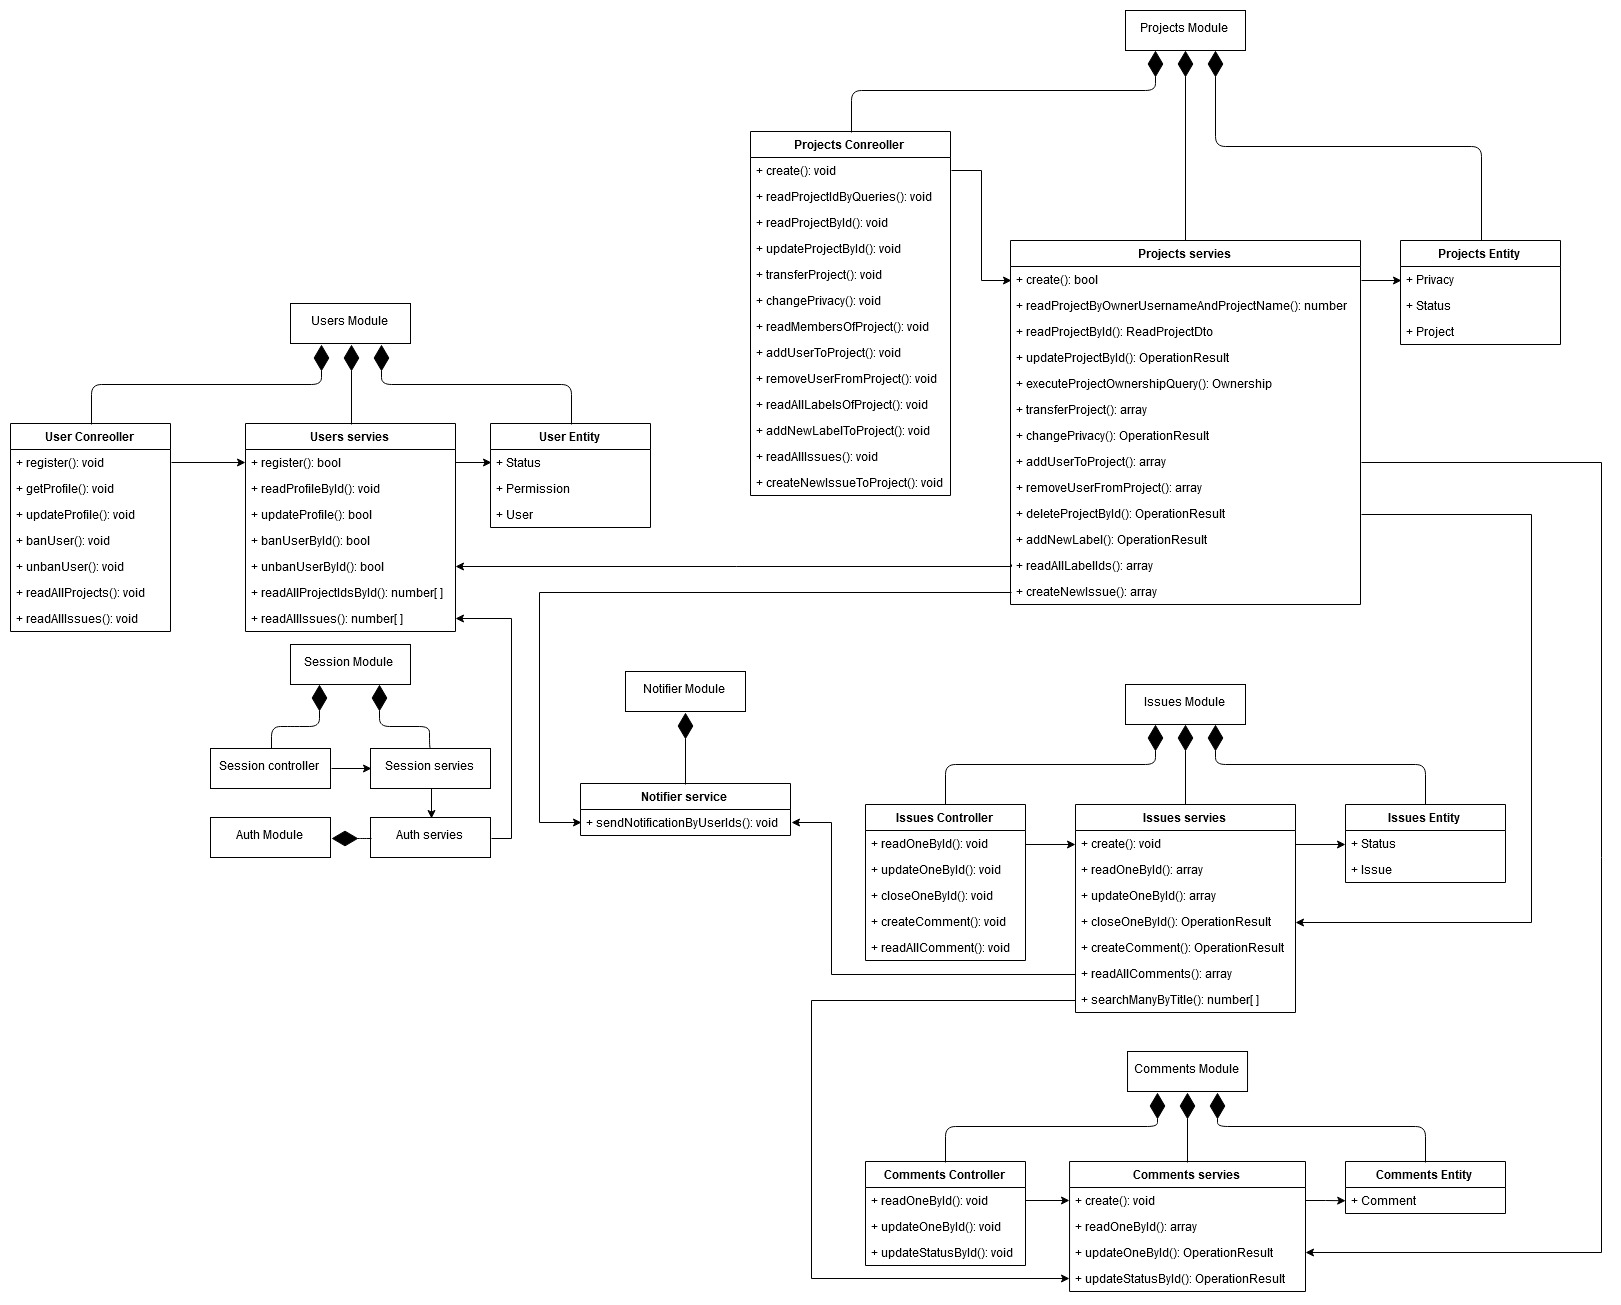 Projects Module
Projects Conreoller
+ create(): void
+ readProjectIdByQueries(): void
+ readProjectById(): void
+ updateProjectById(): void
+ transferProject(): void
+ changePrivacy(): void
+ readMembersOfProject(): void
+ addUserToProject(): void
+ removeUserFromProject(): void
+ readAllLabelsOfProject(): void
+ addNewLabelToProject(): void
+ readAllIssues(): void
+ createNewIssueToProject(): void
Projects servies
+ create(): bool
+ readProjectByOwnerUsernameAndProjectName(): number
+ readProjectById(): ReadProjectDto
+ updateProjectById(): OperationResult
+ executeProjectOwnershipQuery(): Ownership
+ transferProject(): array
+ changePrivacy(): OperationResult
+ addUserToProject(): array
+ removeUserFromProject(): array
+ deleteProjectById(): OperationResult
+ addNewLabel(): OperationResult
+ readAllLabelIds(): array
+ createNewIssue(): array
Projects Entity
+ Privacy
+ Status
+ Project
Users Module
User Conreoller
+ register(): void
+ getProfile(): void
+ updateProfile(): void
+ banUser(): void
+ unbanUser(): void
+ readAllProjects(): void
+ readAllIssues(): void
Users servies
+ register(): bool
+ readProfileById(): void
+ updateProfile(): bool
+ banUserById(): bool
+ unbanUserById(): bool
+ readAllProjectIdsById(): number[ ]
+ readAllIssues(): number[ ]
User Entity
+ Status
+ Permission
+ User
Session Module
Session controller
Session servies
Auth Module
Auth servies
Notifier Module
Notifier service
+ sendNotificationByUserIds(): void
Issues Module
Issues Controller
+ readOneById(): void
+ updateOneById(): void
+ closeOneById(): void
+ createComment(): void
+ readAllComment(): void
Issues servies
+ create(): void
+ readOneById(): array
+ updateOneById(): array
+ closeOneById(): OperationResult
+ createComment(): OperationResult
+ readAllComments(): array
+ searchManyByTitle(): number[ ]
Issues Entity
+ Status
+ Issue
Comments Module
Comments Controller
+ readOneById(): void
+ updateOneById(): void
+ updateStatusById(): void
Comments servies
+ create(): void
+ readOneById(): array
+ updateOneById(): OperationResult
+ updateStatusById(): OperationResult
Comments Entity
+ Comment